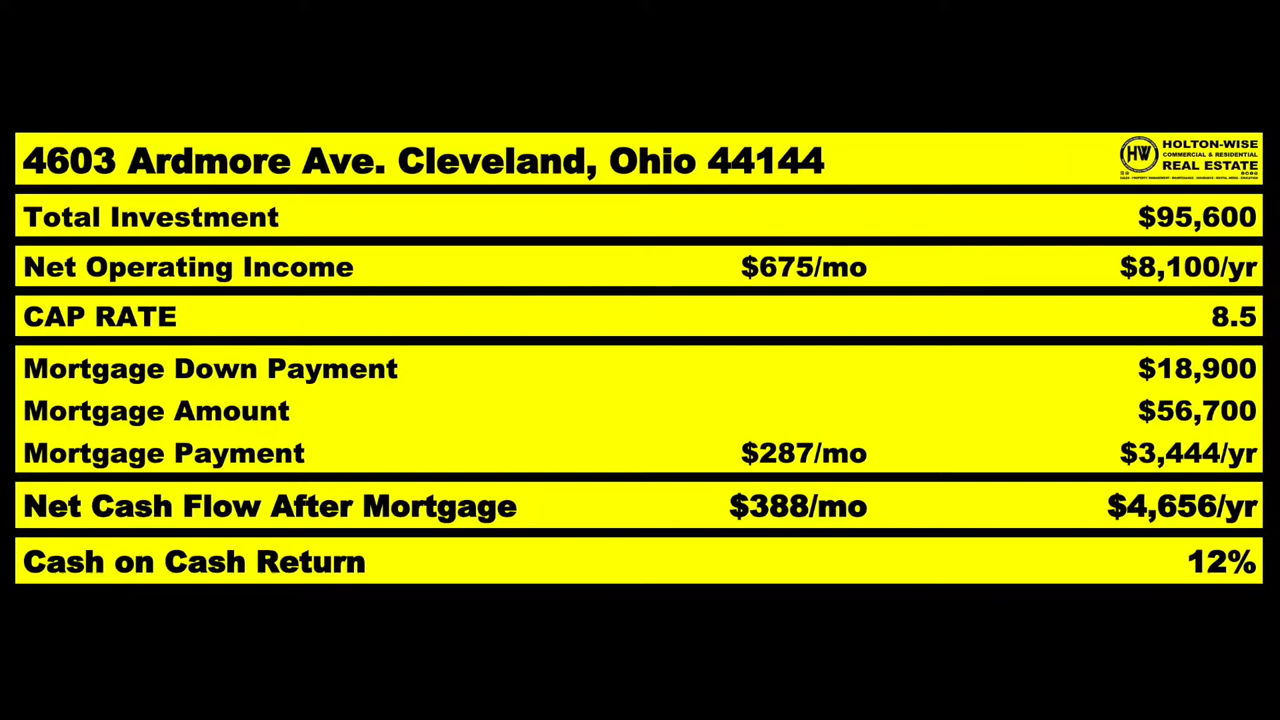 4603 Ardmore Ave. Cleveland, Ohio 44144
HW
HOLTON-WISE
COMMERCIAL & RESIDENTIAL
REAL ESTATE
Total Investment $95,600
Net Operating Income $675/mo $8,100/yr
CAP RATE 8.5
Mortgage Down Payment $18,900
Mortgage Amount $56,700
Mortgage Payment $287/mo $3,444/yr
Net Cash Flow After Mortgage $388/mo $4,656/yr
Cash on Cash Return 12%